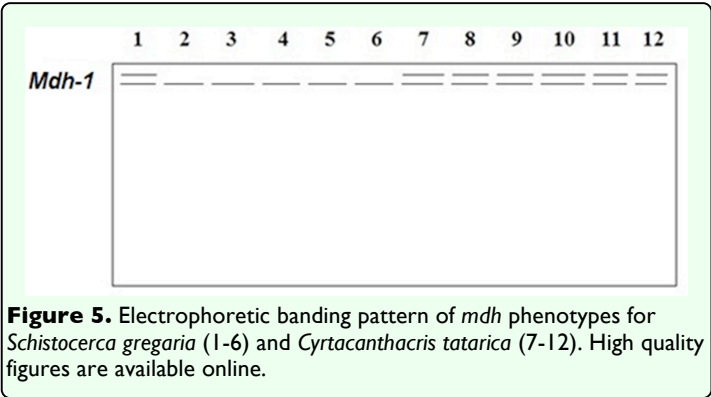 1 2 3 4 5 6 7 8 9 10 11 12
Mdh-1
Figure 5. Electrophoretic banding pattern of mdh phenotypes for
Schistocerca gregaria (1-6) and Cyrtacanthacris tatarica (7-12). High quality
figures are available online.